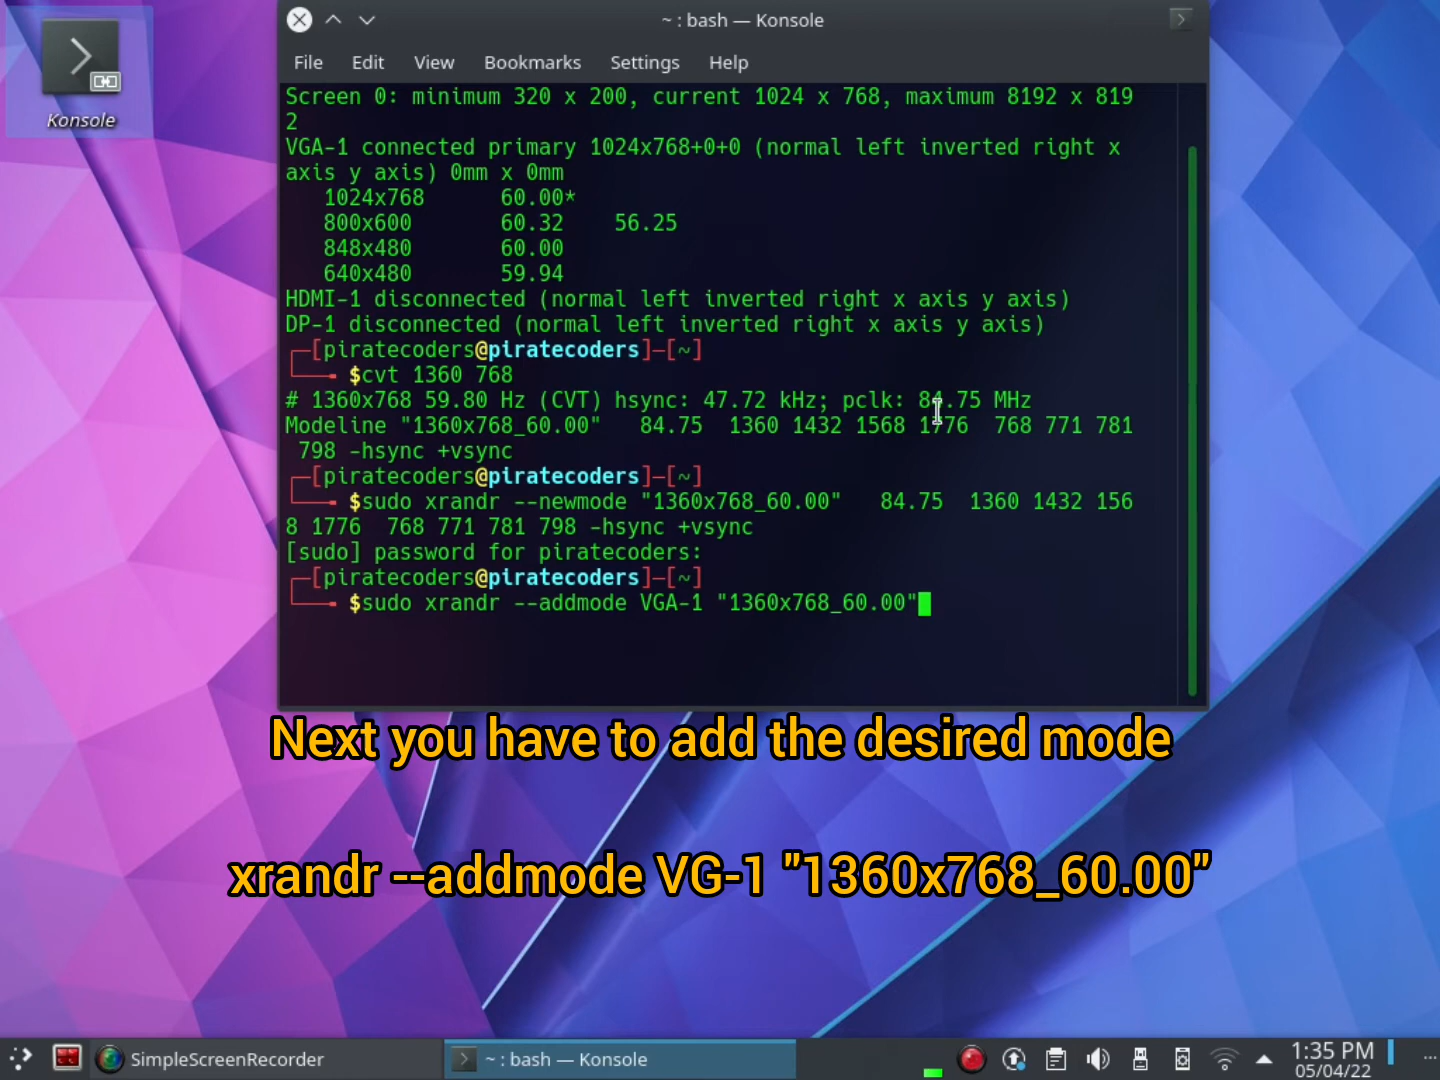 ~ : bash — Konsole
File Edit View Bookmarks Settings Help
Konsole
Screen 0: minimum 320 x 200, current 1024 x 768, maximum 8192 x 819
2
VGA-1 connected primary 1024x768+0+0 (normal left inverted right x
axis y axis) 0mm x 0mm
1024x768 60.00*
800x600 60.32 56.25
848x480 60.00
640x480 59.94
HDMI-1 disconnected (normal left inverted right x axis y axis)
DP-1 disconnected (normal left inverted right x axis y axis)
┌─[piratecoders@piratecoders]─[~]
└──╼ $cvt 1360 768
# 1360x768 59.80 Hz (CVT) hsync: 47.72 kHz; pclk: 84.75 MHz
Modeline "1360x768_60.00" 84.75 1360 1432 1568 1776 768 771 781
798 -hsync +vsync
┌─[piratecoders@piratecoders]─[~]
└──╼ $sudo xrandr --newmode "1360x768_60.00" 84.75 1360 1432 156
8 1776 768 771 781 798 -hsync +vsync
[sudo] password for piratecoders:
┌─[piratecoders@piratecoders]─[~]
└──╼ $sudo xrandr --addmode VGA-1 "1360x768_60.00"
Next you have to add the desired mode
xrandr --addmode VG-1 "1360x768_60.00"
SimpleScreenRecorder
~ : bash — Konsole
1:35 PM
05/04/22